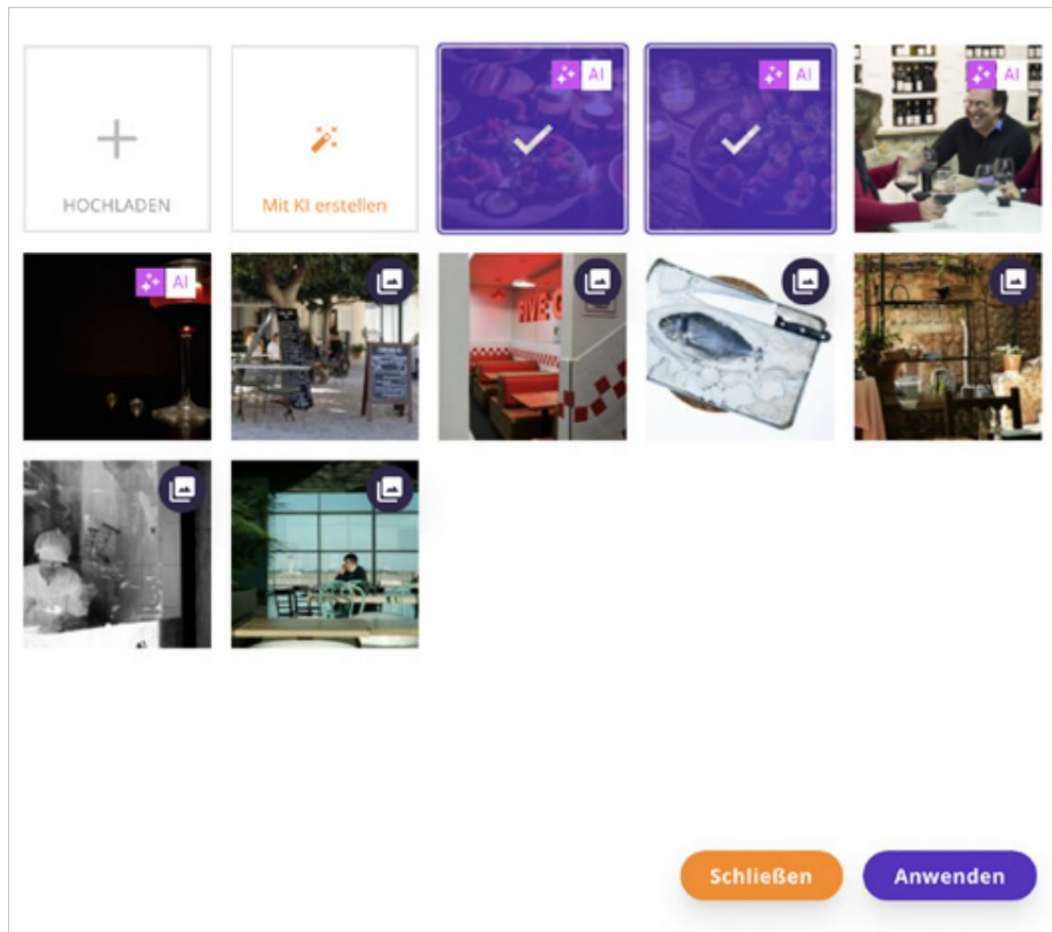 AI
AI
AI
HOCHLADEN
Mit KI erstellen
AI
FIVE G
Schließen
Anwenden